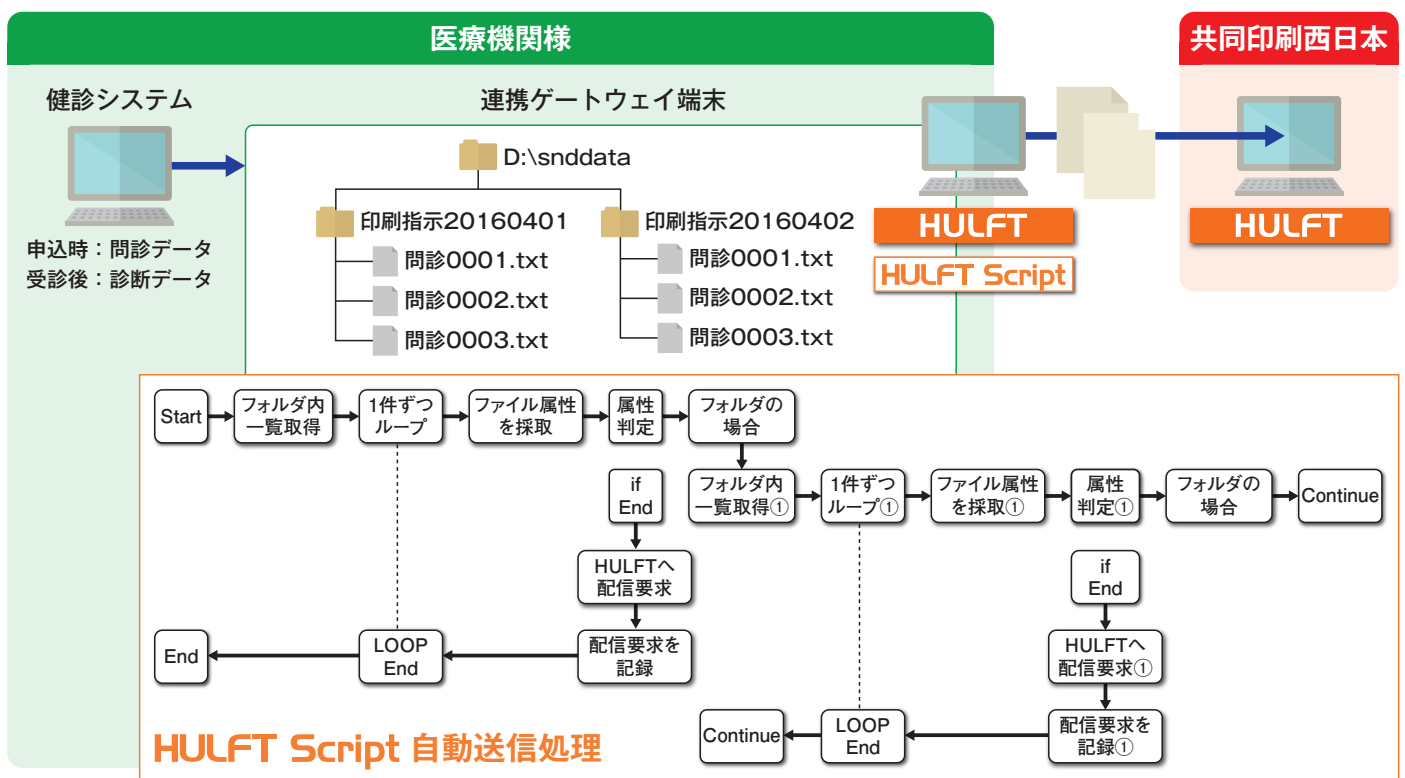 医療機関様
共同印刷西日本
健診システム
連携ゲートウェイ端末
D:\snddata
印刷指示20160401
問診0001.txt
問診0002.txt
問診0003.txt
印刷指示20160402
問診0001.txt
問診0002.txt
問診0003.txt
申込時：問診データ
受診後：診断データ
HULFT
HULFT Script
HULFT
Start
フォルダ内
一覧取得
1件ずつ
ループ
ファイル属性
を採取
属性
判定
フォルダの
場合
フォルダ内
一覧取得①
1件ずつ
ループ①
ファイル属性
を採取①
属性
判定①
フォルダの
場合
Continue
if
End
HULFTへ
配信要求
配信要求を
記録
LOOP
End
End
if
End
HULFTへ
配信要求①
配信要求を
記録①
LOOP
End
Continue
HULFT Script 自動送信処理